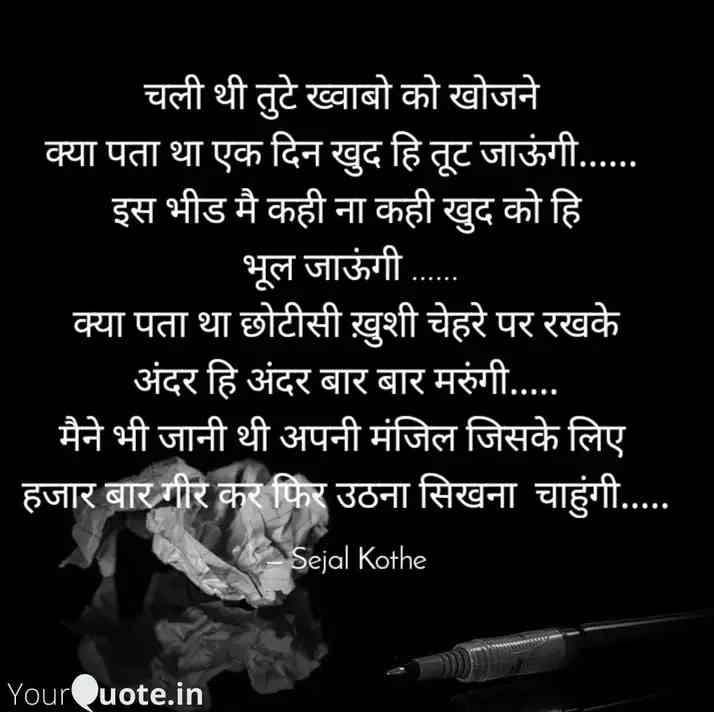 चली थी तुटे ख्वाबो को खोजने
क्या पता था एक दिन खुद हि तूट जाऊंगी......
इस भीड मै कही ना कही खुद को हि
भूल जाऊंगी ......
क्या पता था छोटीसी ख़ुशी चेहरे पर रखके
अंदर हि अंदर बार बार मरुंगी.....
मैने भी जानी थी अपनी मंजिल जिसके लिए
हजार बार गीर कर फिर उठना सिखना चाहुंगी.....
– Sejal Kothe
YourQuote.in